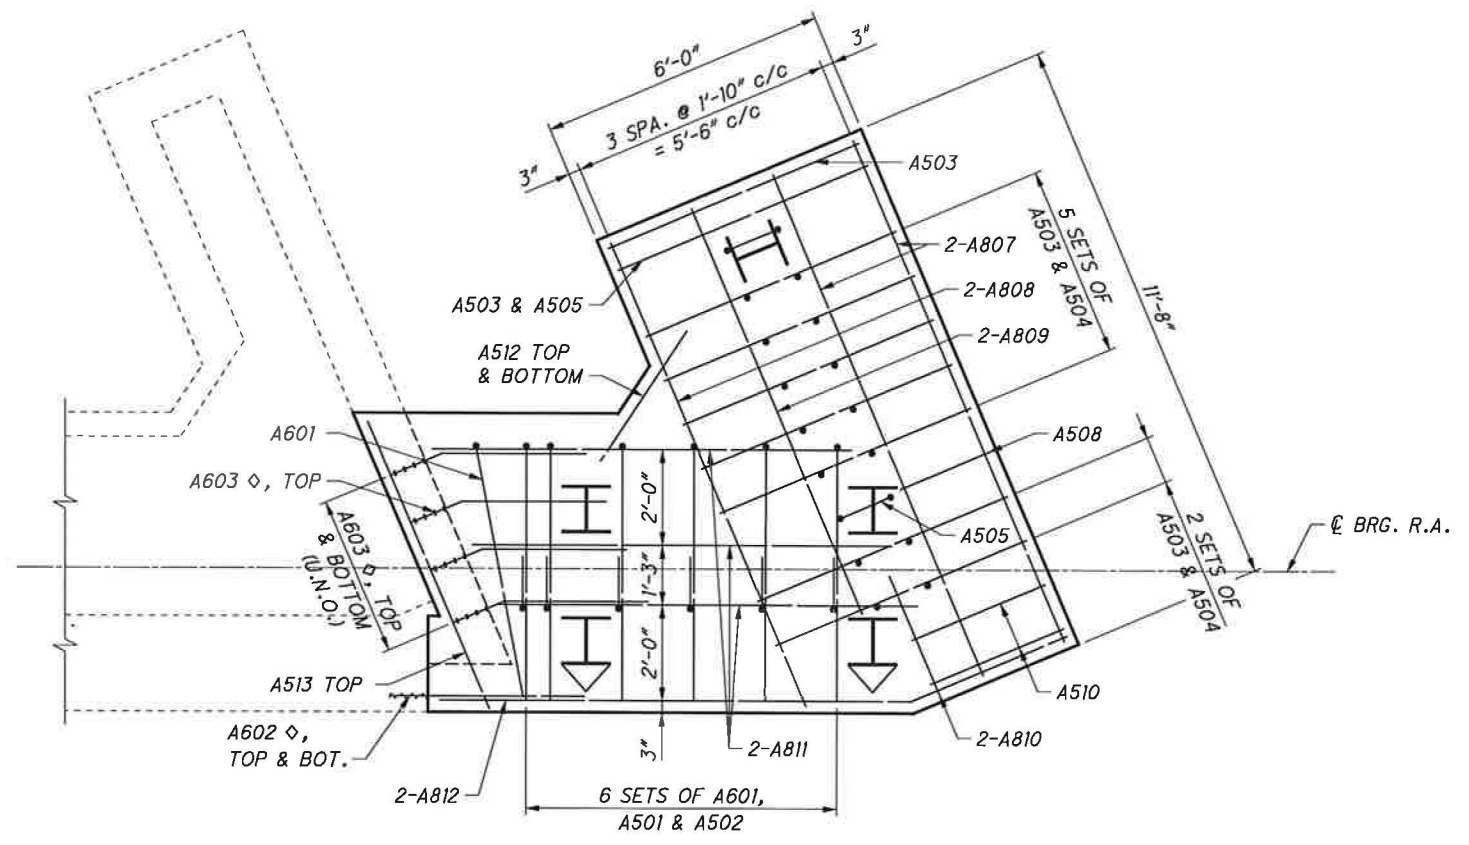 6'-0"
3"
3 SPA. @ 1'-10" c/c
= 5'-6" c/c
3"
A503
5 SETS OF
A503 & A504
2-A807
11'-8"
A503 & A505
2-A808
2-A809
A512 TOP
& BOTTOM
A601
A508
A603 ◇, TOP
2'-0"
A505
℄ BRG. R.A.
A603 ◇, TOP
& BOTTOM
(U.N.O.)
1'-3"
2 SETS OF
A503 & A504
2'-0"
A513 TOP
A510
A602 ◇,
TOP & BOT.
3"
2-A811
2-A810
2-A812
6 SETS OF A601,
A501 & A502